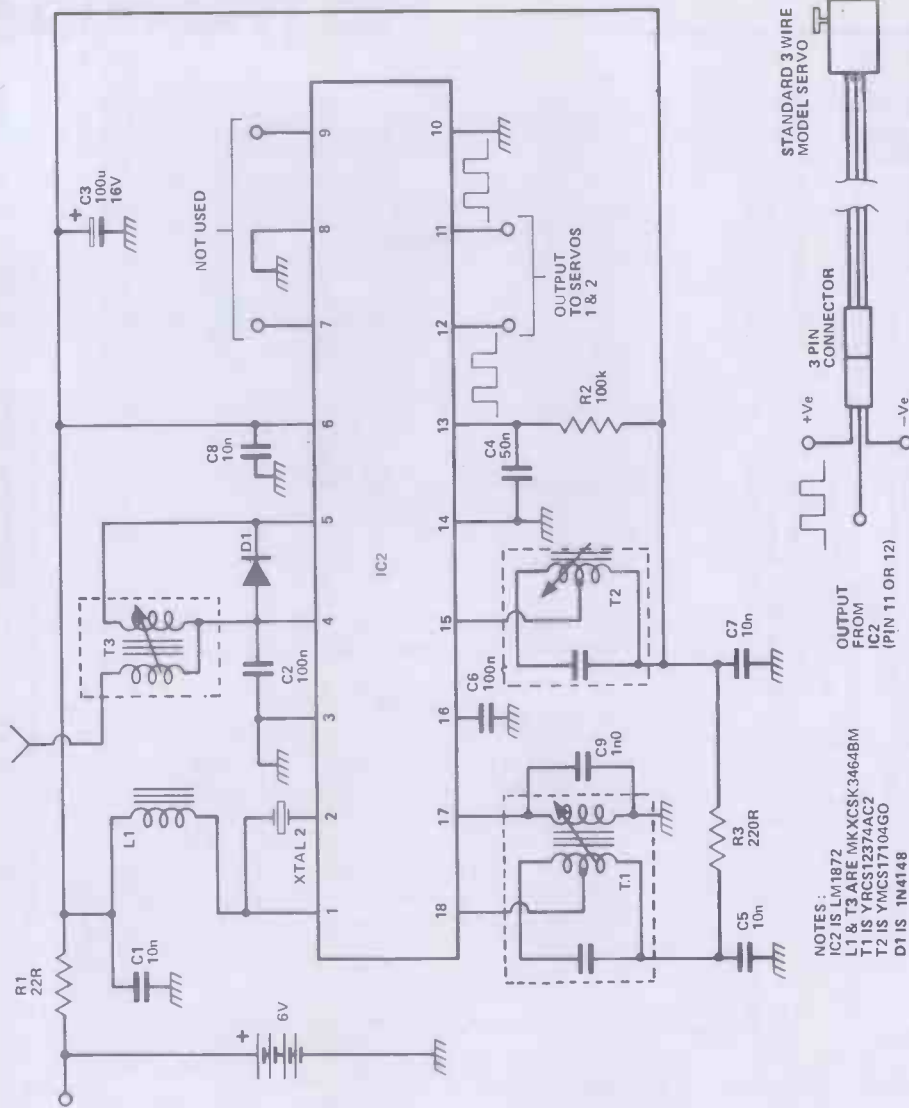 R1
22R
C1
10n
+
6V
L1
XTAL 2
T3
C2
100n
D1
C8
10n
NOT USED
+
C3
100u
16V
1
2
3
4
5
6
7
8
9
IC2
18
17
16
15
14
13
12
11
10
T.1
C9
1n0
C6
100n
T2
C4
50n
R2
100k
OUTPUT
TO SERVOS
1 & 2
C5
10n
R3
220R
C7
10n
NOTES:
IC2 IS LM1872
L1 & T3 ARE MKXCSK3464BM
T1 IS YRCS12374AC2
T2 IS YMCS17104GO
D1 IS 1N4148
OUTPUT
FROM
IC2
(PIN 11 OR 12)
+Ve
−Ve
3 PIN
CONNECTOR
STANDARD 3 WIRE
MODEL SERVO